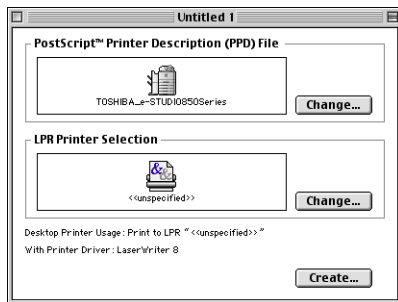 Untitled 1
PostScript™ Printer Description (PPD) File
TOSHIBA_e-STUDIO850Series
Change...
LPR Printer Selection
<<unspecified>>
Change...
Desktop Printer Usage: Print to LPR “<<unspecified>>”
With Printer Driver: LaserWriter 8
Create...